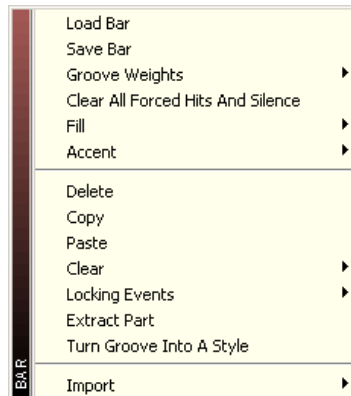 Load Bar
Save Bar
Groove Weights
Clear All Forced Hits And Silence
Fill
Accent
Delete
Copy
Paste
Clear
Locking Events
Extract Part
Turn Groove Into A Style
Import
BAR